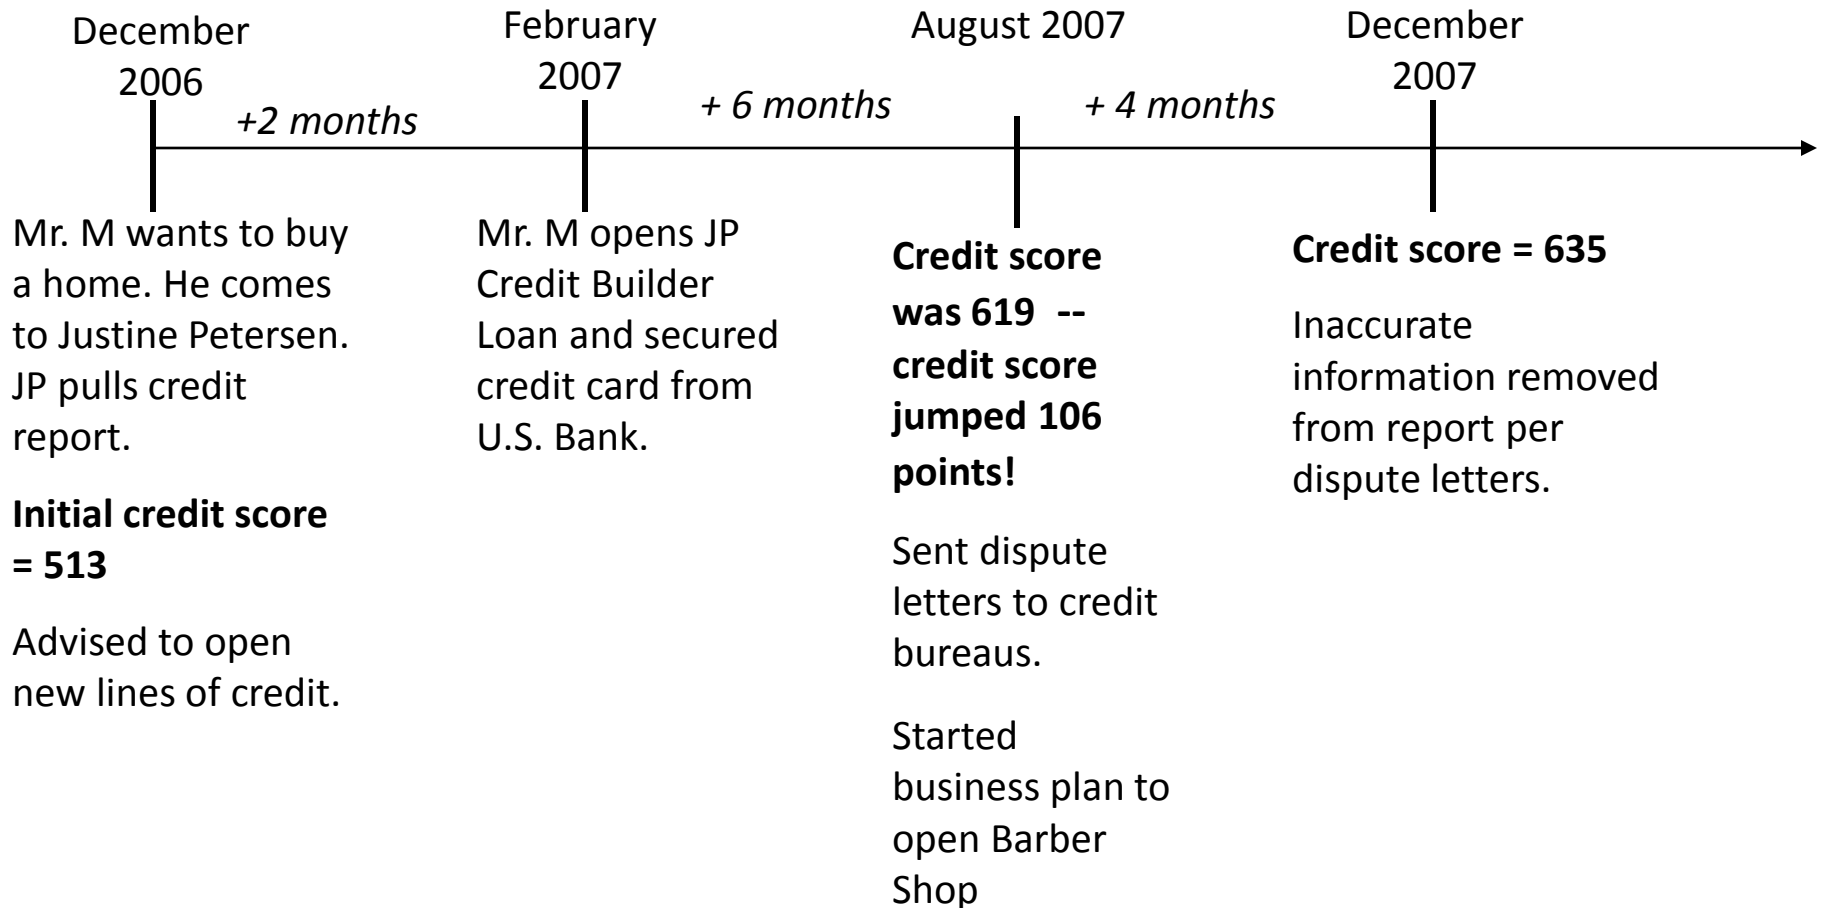 December
2006
+2 months
February
2007
+ 6 months
August 2007
+ 4 months
December
2007
Mr. M wants to buy
a home. He comes
to Justine Petersen.
JP pulls credit
report.
Initial credit score
= 513
Advised to open
new lines of credit.
Mr. M opens JP
Credit Builder
Loan and secured
credit card from
U.S. Bank.
Credit score
was 619 --
credit score
jumped 106
points!
Sent dispute
letters to credit
bureaus.
Started
business plan to
open Barber
Shop
Credit score = 635
Inaccurate
information removed
from report per
dispute letters.